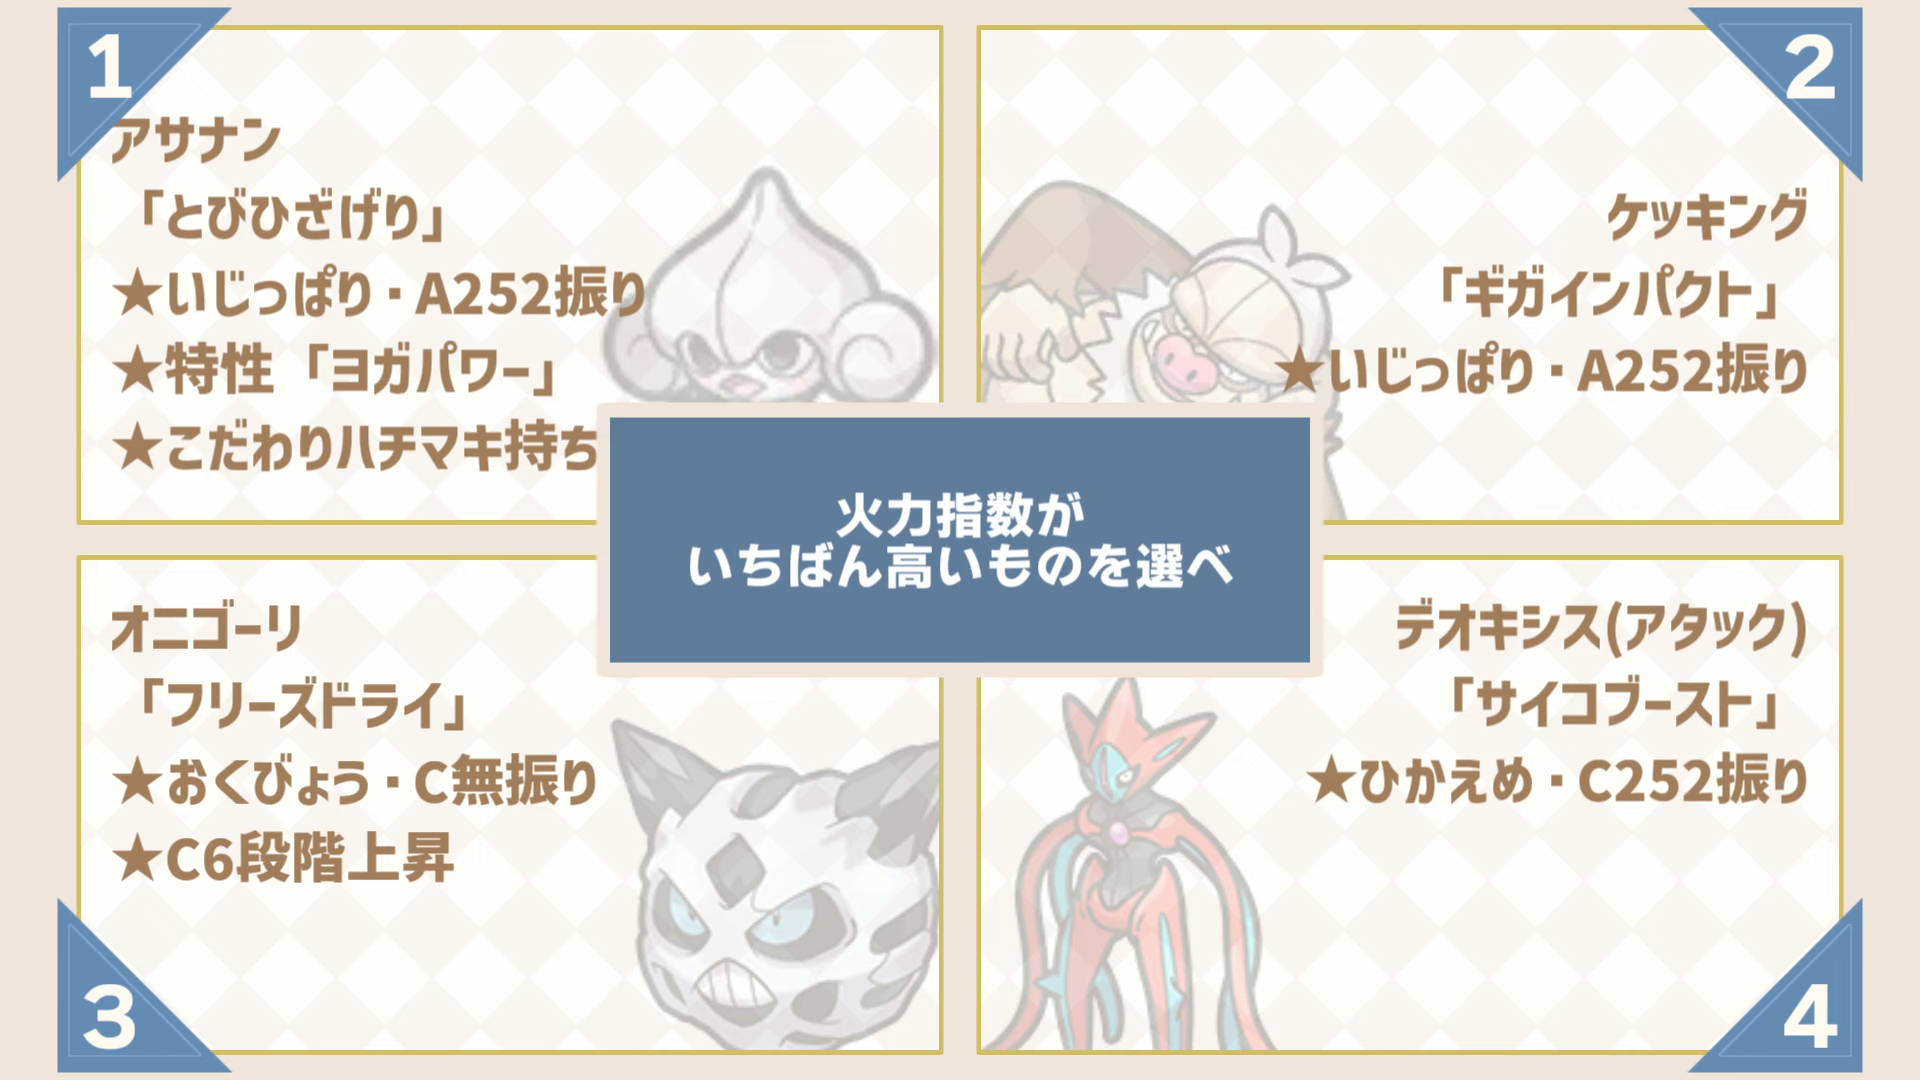 1
アサナン
「とびひざげり」
★いじっぱり・A252振り
★特性「ヨガパワー」
★こだわりハチマキ持ち
2
ケッキング
「ギガインパクト」
★いじっぱり・A252振り
火力指数が
いちばん高いものを選べ
オニゴーリ
「フリーズドライ」
★おくびょう・C無振り
★C6段階上昇
3
デオキシス(アタック)
「サイコブースト」
★ひかえめ・C252振り
4